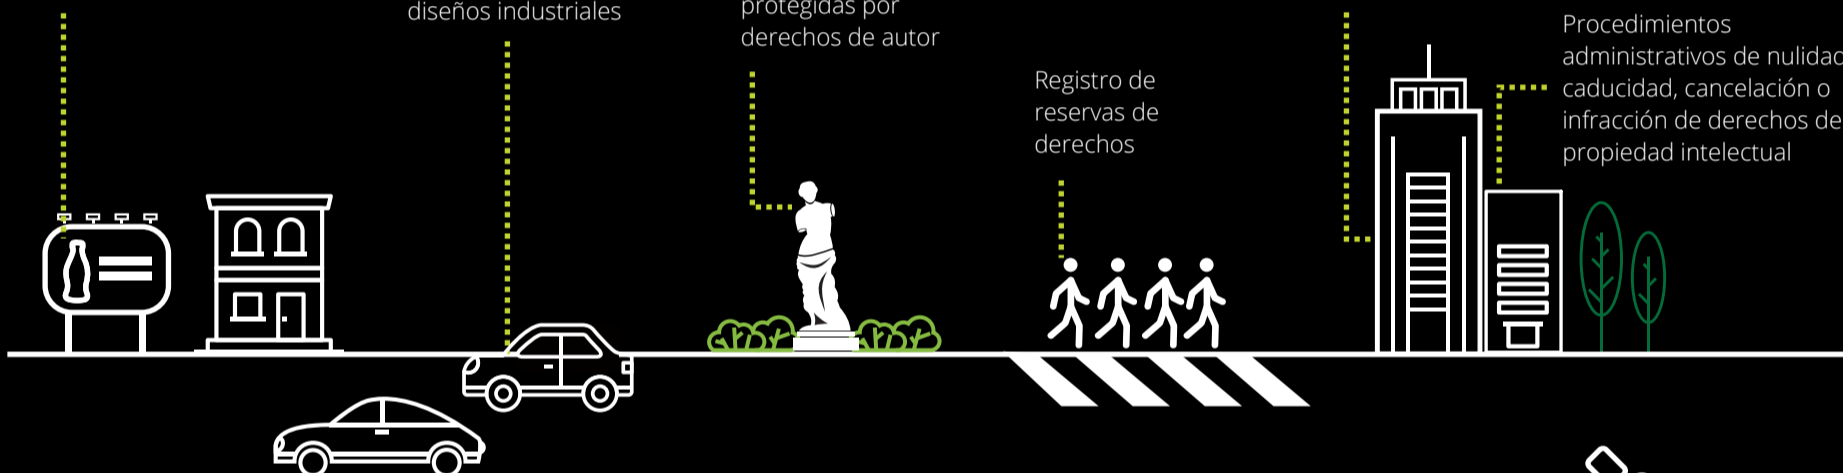 diseños industriales
protegidas por
derechos de autor
Registro de
reservas de
derechos
Procedimientos
administrativos de nulidad
caducidad, cancelación o
infracción de derechos de
propiedad intelectual